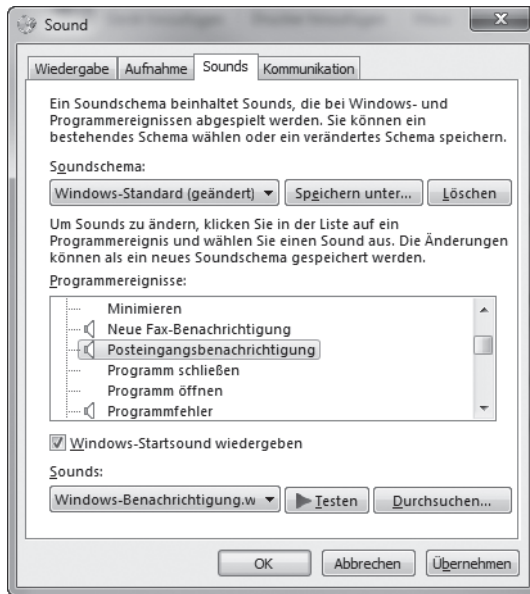 Sound
Wiedergabe Aufnahme Sounds Kommunikation
Ein Soundschema beinhaltet Sounds, die bei Windows- und
Programmereignissen abgespielt werden. Sie können ein
bestehendes Schema wählen oder ein verändertes Schema speichern.
Soundschema:
Windows-Standard (geändert) Speichern unter... Löschen
Um Sounds zu ändern, klicken Sie in der Liste auf ein
Programmereignis und wählen Sie einen Sound aus. Die Änderungen
können als ein neues Soundschema gespeichert werden.
Programmereignisse:
Minimieren
Neue Fax-Benachrichtigung
Posteingangsbenachrichtigung
Programm schließen
Programm öffnen
Programmfehler
Windows-Startsound wiedergeben
Sounds:
Windows-Benachrichtigung.w Testen Durchsuchen...
OK Abbrechen Übernehmen